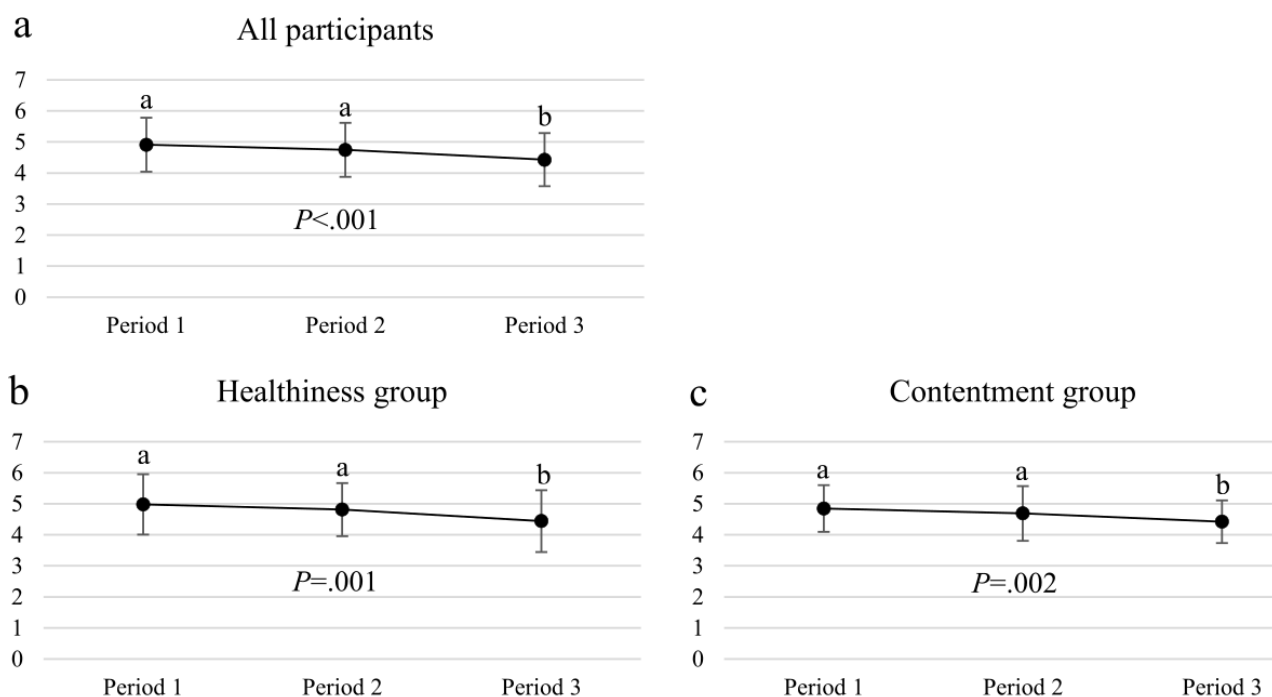 a
All participants
7
6
5
4
3
2
1
0
a
a
b
P<.001
Period 1 Period 2 Period 3
b
Healthiness group
7
6
5
4
3
2
1
0
a
a
b
P=.001
Period 1 Period 2 Period 3
c
Contentment group
7
6
5
4
3
2
1
0
a
a
b
P=.002
Period 1 Period 2 Period 3